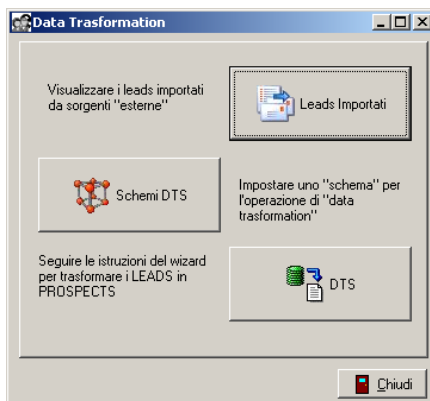 Data Trasformation
Visualizzare i leads importati
da sorgenti "esterne"
Leads Importati
Schemi DTS
Impostare uno "schema" per
l'operazione di "data
trasformation"
Seguire le istruzioni del wizard
per trasformare i LEADS in
PROSPECTS
DTS
Chiudi